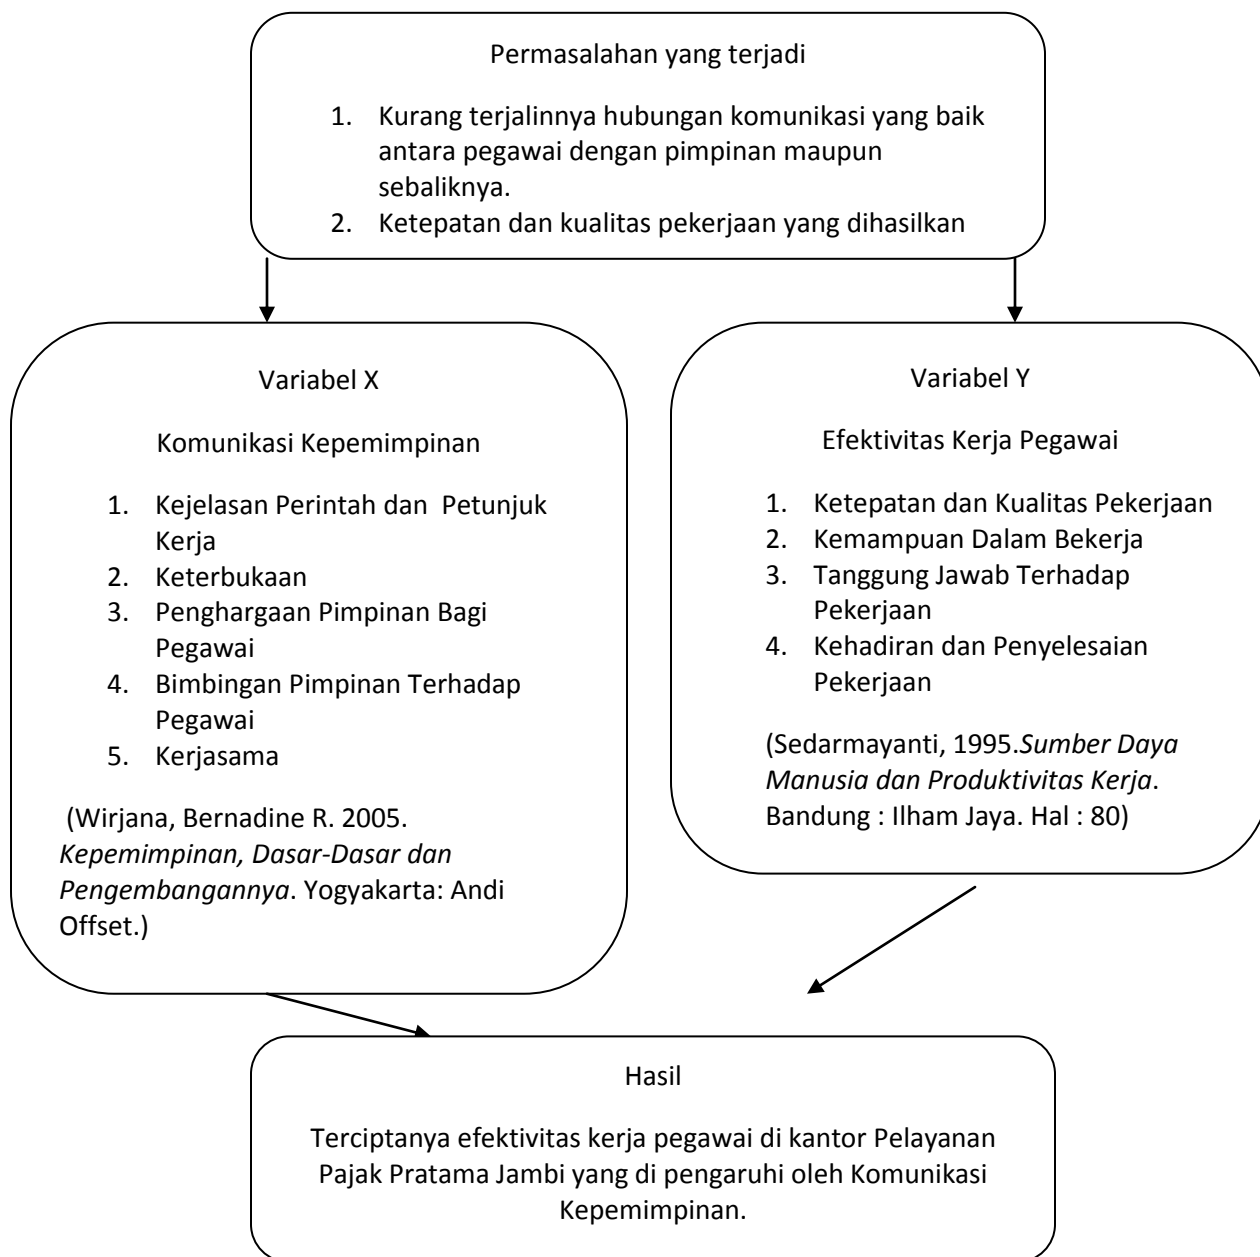 Permasalahan yang terjadi
1. Kurang terjalinnya hubungan komunikasi yang baik
antara pegawai dengan pimpinan maupun
sebaliknya.
2. Ketepatan dan kualitas pekerjaan yang dihasilkan
Variabel X
Komunikasi Kepemimpinan
1. Kejelasan Perintah dan Petunjuk
Kerja
2. Keterbukaan
3. Penghargaan Pimpinan Bagi
Pegawai
4. Bimbingan Pimpinan Terhadap
Pegawai
5. Kerjasama
(Wirjana, Bernadine R. 2005.
Kepemimpinan, Dasar-Dasar dan
Pengembangannya. Yogyakarta: Andi
Offset.)
Variabel Y
Efektivitas Kerja Pegawai
1. Ketepatan dan Kualitas Pekerjaan
2. Kemampuan Dalam Bekerja
3. Tanggung Jawab Terhadap
Pekerjaan
4. Kehadiran dan Penyelesaian
Pekerjaan
(Sedarmayanti, 1995.Sumber Daya
Manusia dan Produktivitas Kerja.
Bandung : Ilham Jaya. Hal : 80)
Hasil
Terciptanya efektivitas kerja pegawai di kantor Pelayanan
Pajak Pratama Jambi yang di pengaruhi oleh Komunikasi
Kepemimpinan.